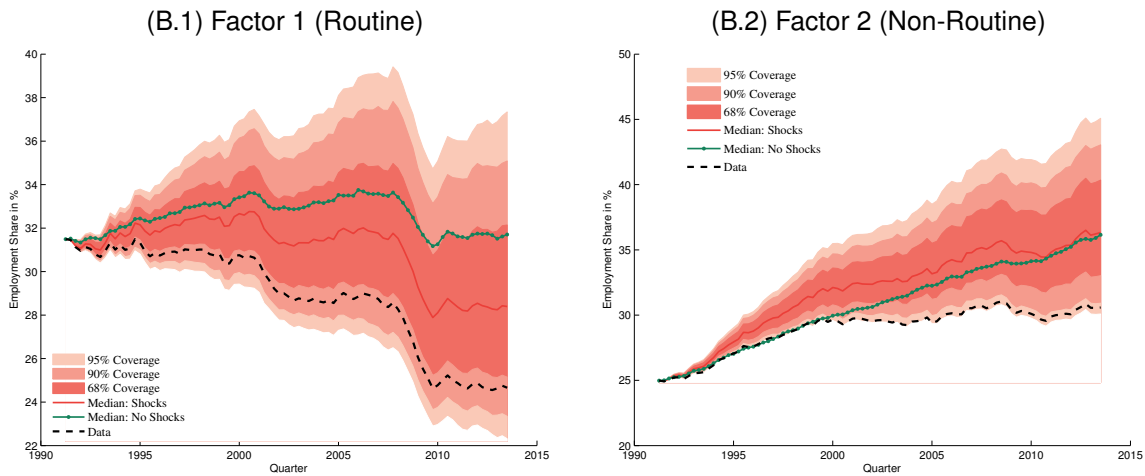 (B.1) Factor 1 (Routine)
40
38
36
34
32
30
28
26
24
22
Employment Share in %
95% Coverage
90% Coverage
68% Coverage
Median: Shocks
Median: No Shocks
Data
1990
1995
2000
2005
2010
2015
Quarter
(B.2) Factor 2 (Non-Routine)
50
45
40
35
30
25
20
Employment Share in %
95% Coverage
90% Coverage
68% Coverage
Median: Shocks
Median: No Shocks
Data
1990
1995
2000
2005
2010
2015
Quarter